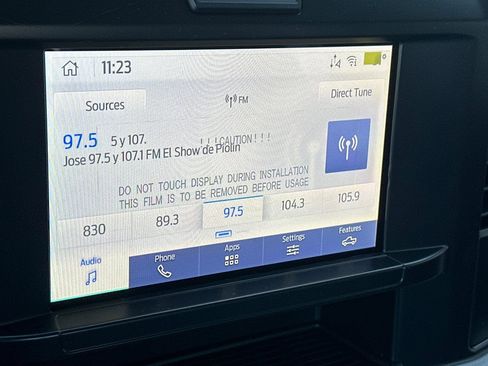 11:23
Sources
FM
Direct Tune
97.5 5 y 107.
!!!CAUTION!!!
Jose 97.5 y 107.1 FM El Show de Piolin
DO NOT TOUCH DISPLAY DURING INSTALLATION
THIS FILM IS TO BE REMOVED BEFORE USAGE
830 89.3 97.5 104.3 105.9
Audio Phone Apps Settings Features